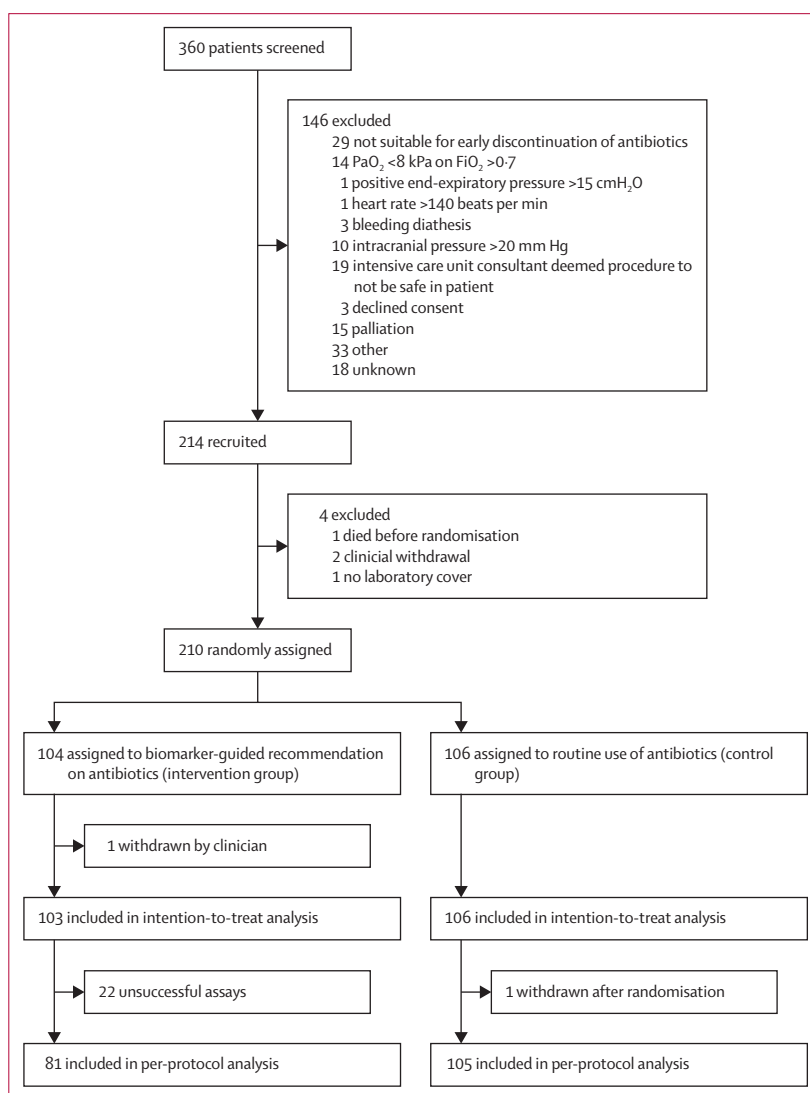 360 patients screened
146 excluded
29 not suitable for early discontinuation of antibiotics
14 PaO₂ <8 kPa on FiO₂ >0·7
1 positive end-expiratory pressure >15 cmH₂O
1 heart rate >140 beats per min
3 bleeding diathesis
10 intracranial pressure >20 mm Hg
19 intensive care unit consultant deemed procedure to
not be safe in patient
3 declined consent
15 palliation
33 other
18 unknown
214 recruited
4 excluded
1 died before randomisation
2 clinicial withdrawal
1 no laboratory cover
210 randomly assigned
104 assigned to biomarker-guided recommendation
on antibiotics (intervention group)
106 assigned to routine use of antibiotics (control
group)
1 withdrawn by clinician
103 included in intention-to-treat analysis
106 included in intention-to-treat analysis
22 unsuccessful assays
1 withdrawn after randomisation
81 included in per-protocol analysis
105 included in per-protocol analysis